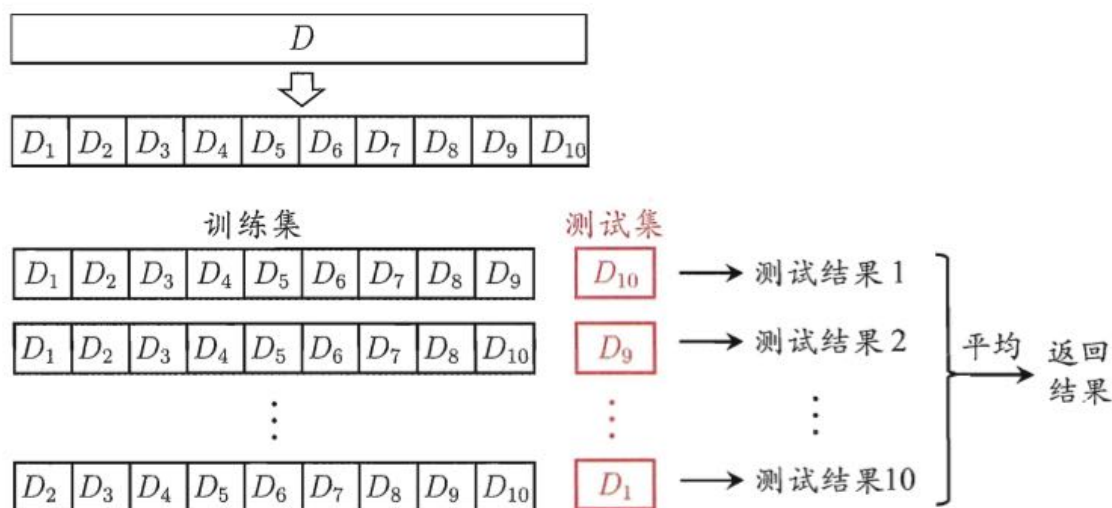 D
D₁ D₂ D₃ D₄ D₅ D₆ D₇ D₈ D₉ D₁₀
训练集 测试集
D₁ D₂ D₃ D₄ D₅ D₆ D₇ D₈ D₉ D₁₀ 测试结果 1
D₁ D₂ D₃ D₄ D₅ D₆ D₇ D₈ D₁₀ D₉ 测试结果 2
平均 返回
结果
D₂ D₃ D₄ D₅ D₆ D₇ D₈ D₉ D₁₀ D₁ 测试结果10